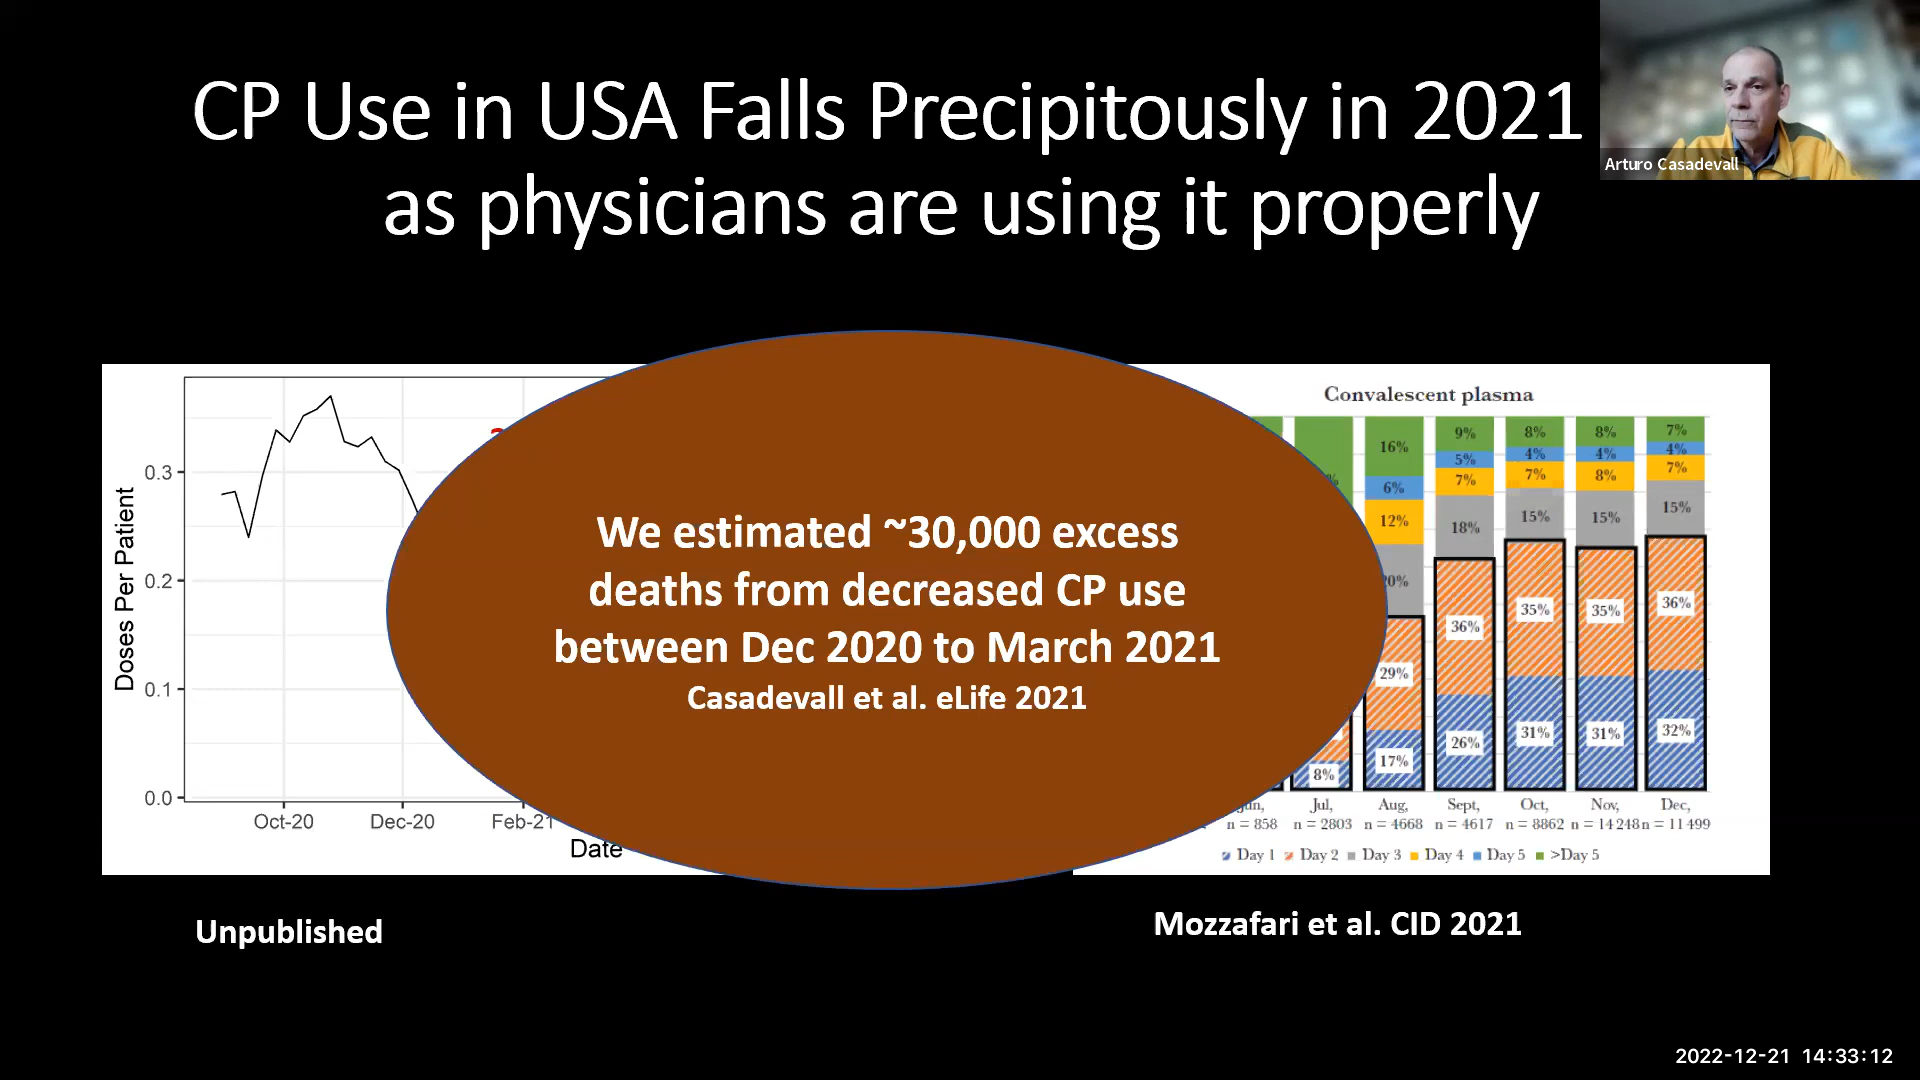 CP Use in USA Falls Precipitously in 2021
as physicians are using it properly
Arturo Casadevall
Doses Per Patient
0.3
0.2
0.1
0.0
Oct-20
Dec-20
Feb-21
Date
We estimated ~30,000 excess
deaths from decreased CP use
between Dec 2020 to March 2021
Casadevall et al. eLife 2021
Convalescent plasma
16% 9% 8% 8% 7%
6% 5% 4% 4% 4%
12% 7% 7% 8% 7%
18% 15% 15% 15%
29% 36% 35% 35% 36%
8% 17% 26% 31% 31% 32%
Jul, Aug, Sept, Oct, Nov, Dec,
n = 858 n = 2803 n = 4668 n = 4617 n = 8862 n = 14248 n = 11499
Day 1 Day 2 Day 3 Day 4 Day 5 >Day 5
Unpublished
Mozzafari et al. CID 2021
2022-12-21 14:33:12